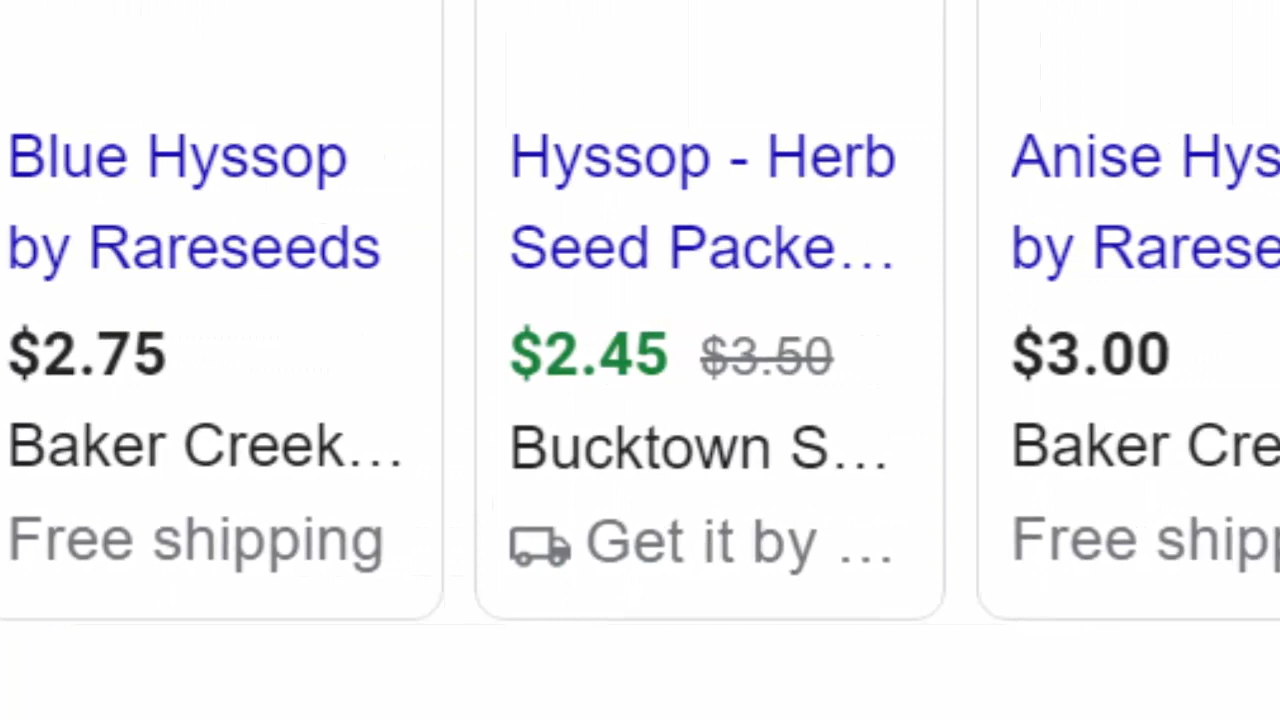 Blue Hyssop
by Rareseeds
$2.75
Baker Creek…
Free shipping
Hyssop - Herb
Seed Packe…
$2.45 $3.50
Bucktown S…
Get it by …
Anise Hys
by Rarese
$3.00
Baker Cre
Free shipp